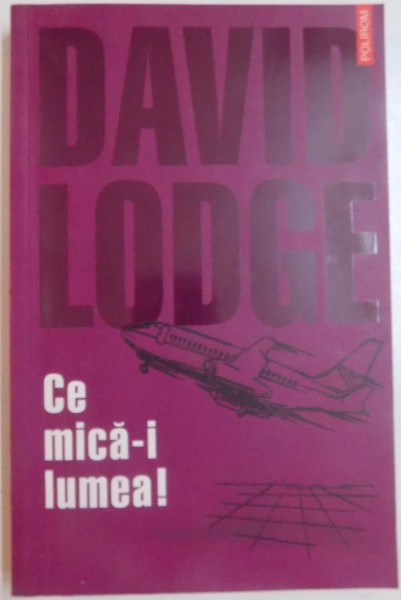 POLIROM
DAVID
LODGE
Ce
mică-i
lumea!